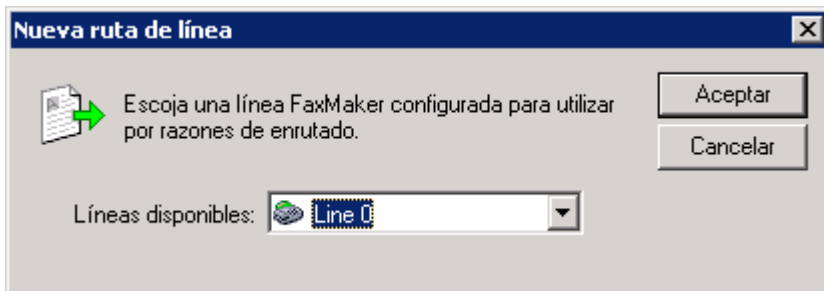 Nueva ruta de línea
Escoja una línea FaxMaker configurada para utilizar
por razones de enrutado.
Aceptar
Cancelar
Líneas disponibles: Line 0